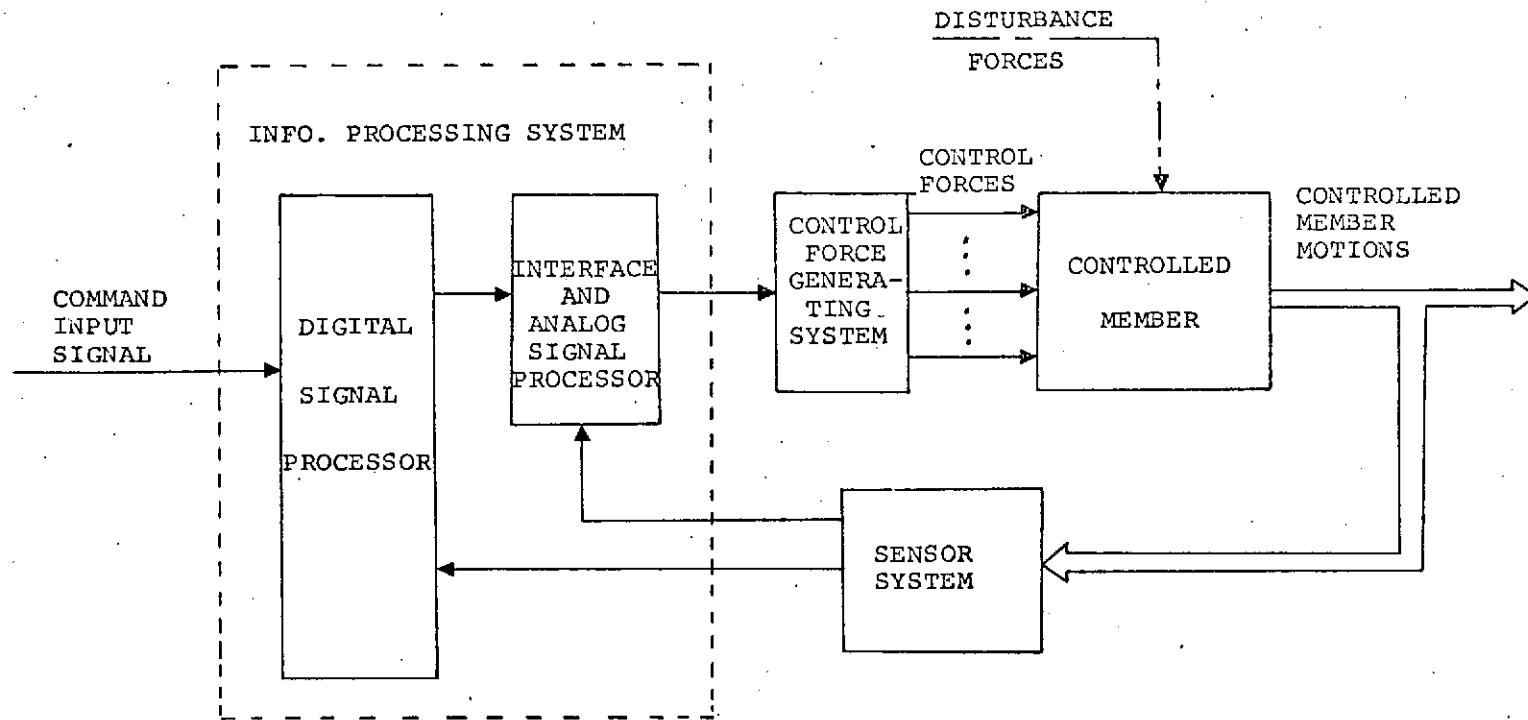 DISTURBANCE
FORCES
INFO. PROCESSING SYSTEM
CONTROL
FORCES
CONTROLLED
MEMBER
MOTIONS
COMMAND
INPUT
SIGNAL
DIGITAL
SIGNAL
PROCESSOR
INTERFACE
AND
ANALOG
SIGNAL
PROCESSOR
CONTROL
FORCE
GENERA-
TING
SYSTEM
CONTROLLED
MEMBER
SENSOR
SYSTEM